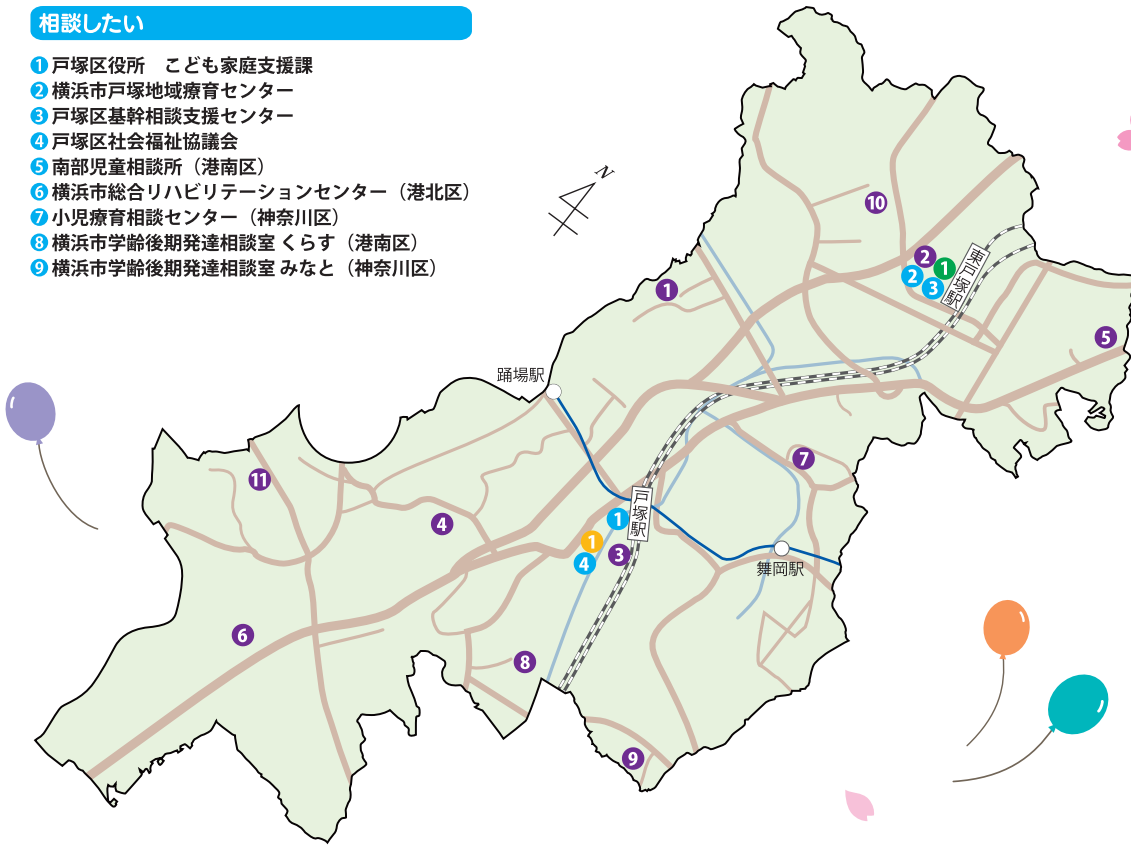 相談したい
1 戸塚区役所　こども家庭支援課
2 横浜市戸塚地域療育センター
3 戸塚区基幹相談支援センター
4 戸塚区社会福祉協議会
5 南部児童相談所（港南区）
6 横浜市総合リハビリテーションセンター（港北区）
7 小児療育相談センター（神奈川区）
8 横浜市学齢後期発達相談室 くらす（港南区）
9 横浜市学齢後期発達相談室 みなと（神奈川区）
N
10
2
1
2
3
東戸塚駅
1
5
踊場駅
7
11
4
戸塚駅
1
1
3
4
舞岡駅
6
8
9